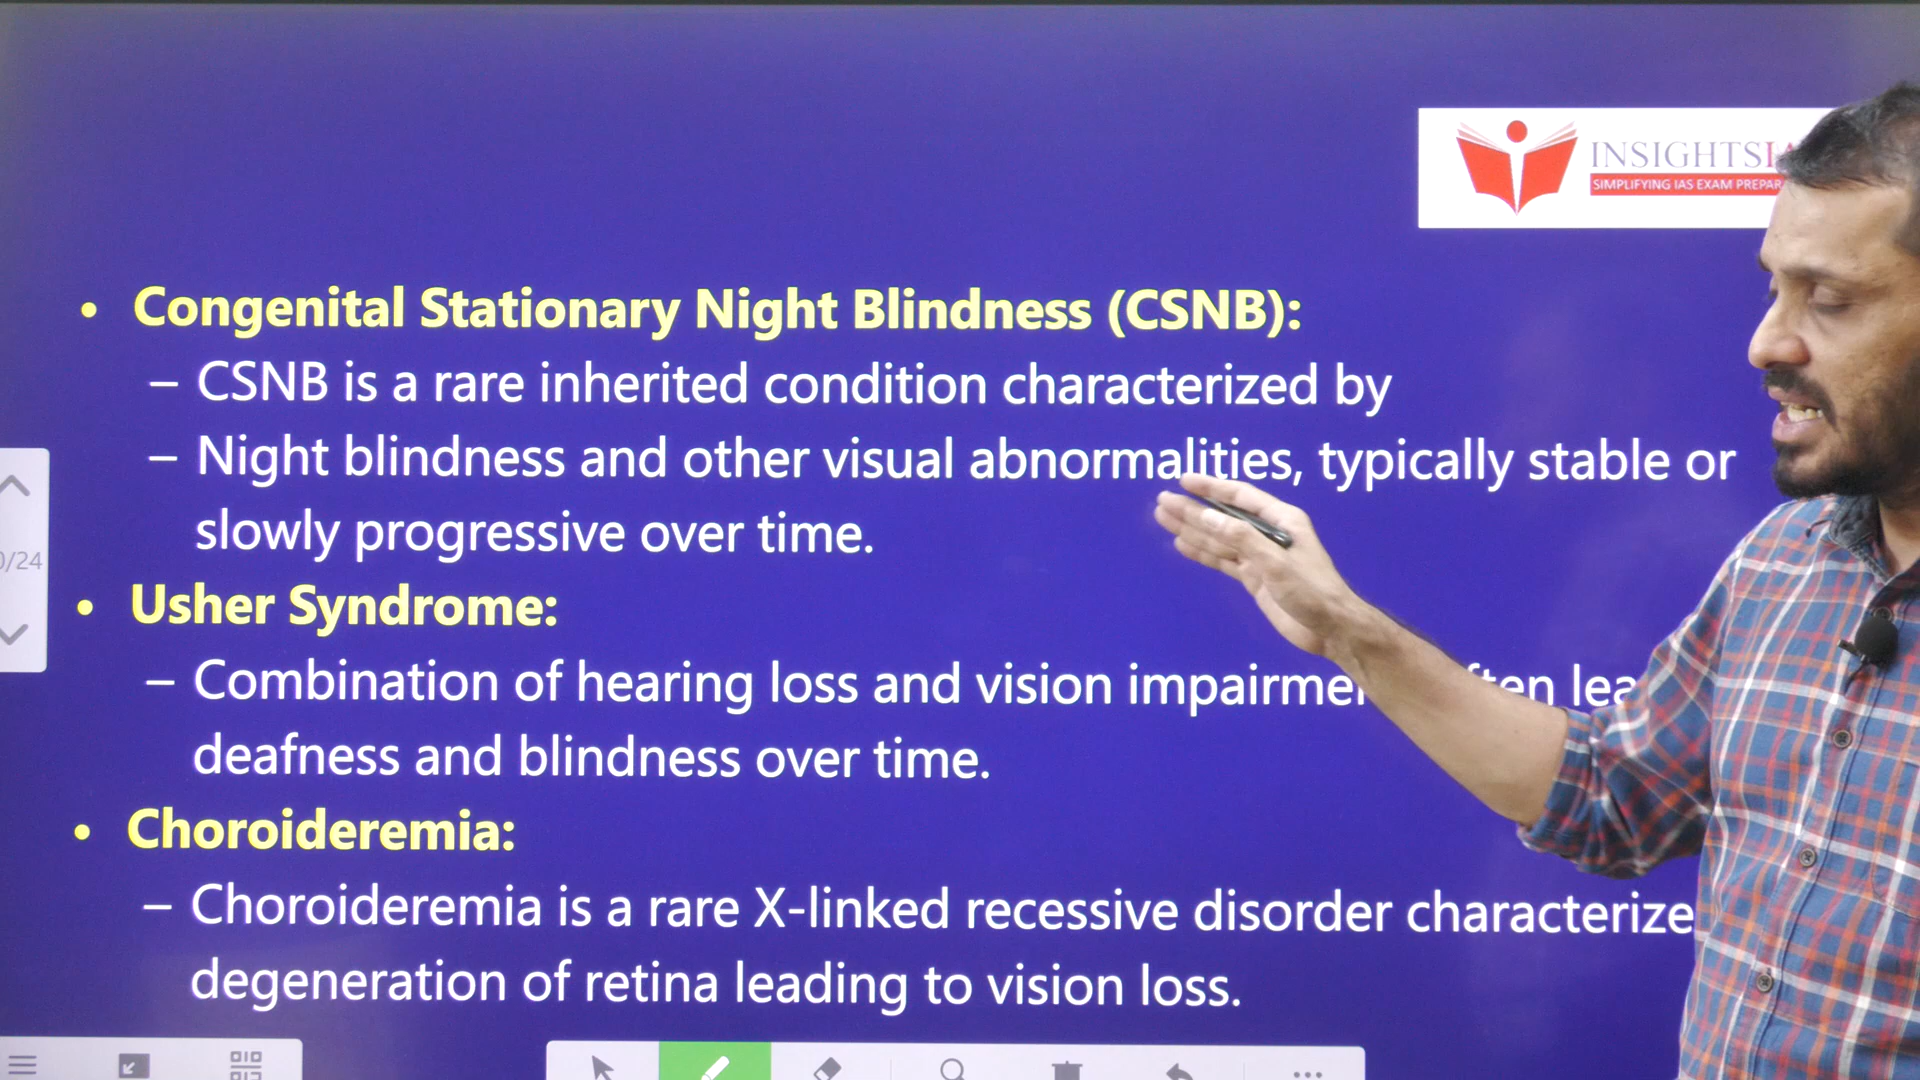 INSIGHTSIA
SIMPLIFYING IAS EXAM PREPAR
• Congenital Stationary Night Blindness (CSNB):
– CSNB is a rare inherited condition characterized by
– Night blindness and other visual abnormalities, typically stable or
slowly progressive over time.
• Usher Syndrome:
– Combination of hearing loss and vision
deafness and blindness over time.
• Choroideremia:
– Choroideremia is a rare X-linked recessive disorder characterize
degeneration of retina leading to vision loss.
/24